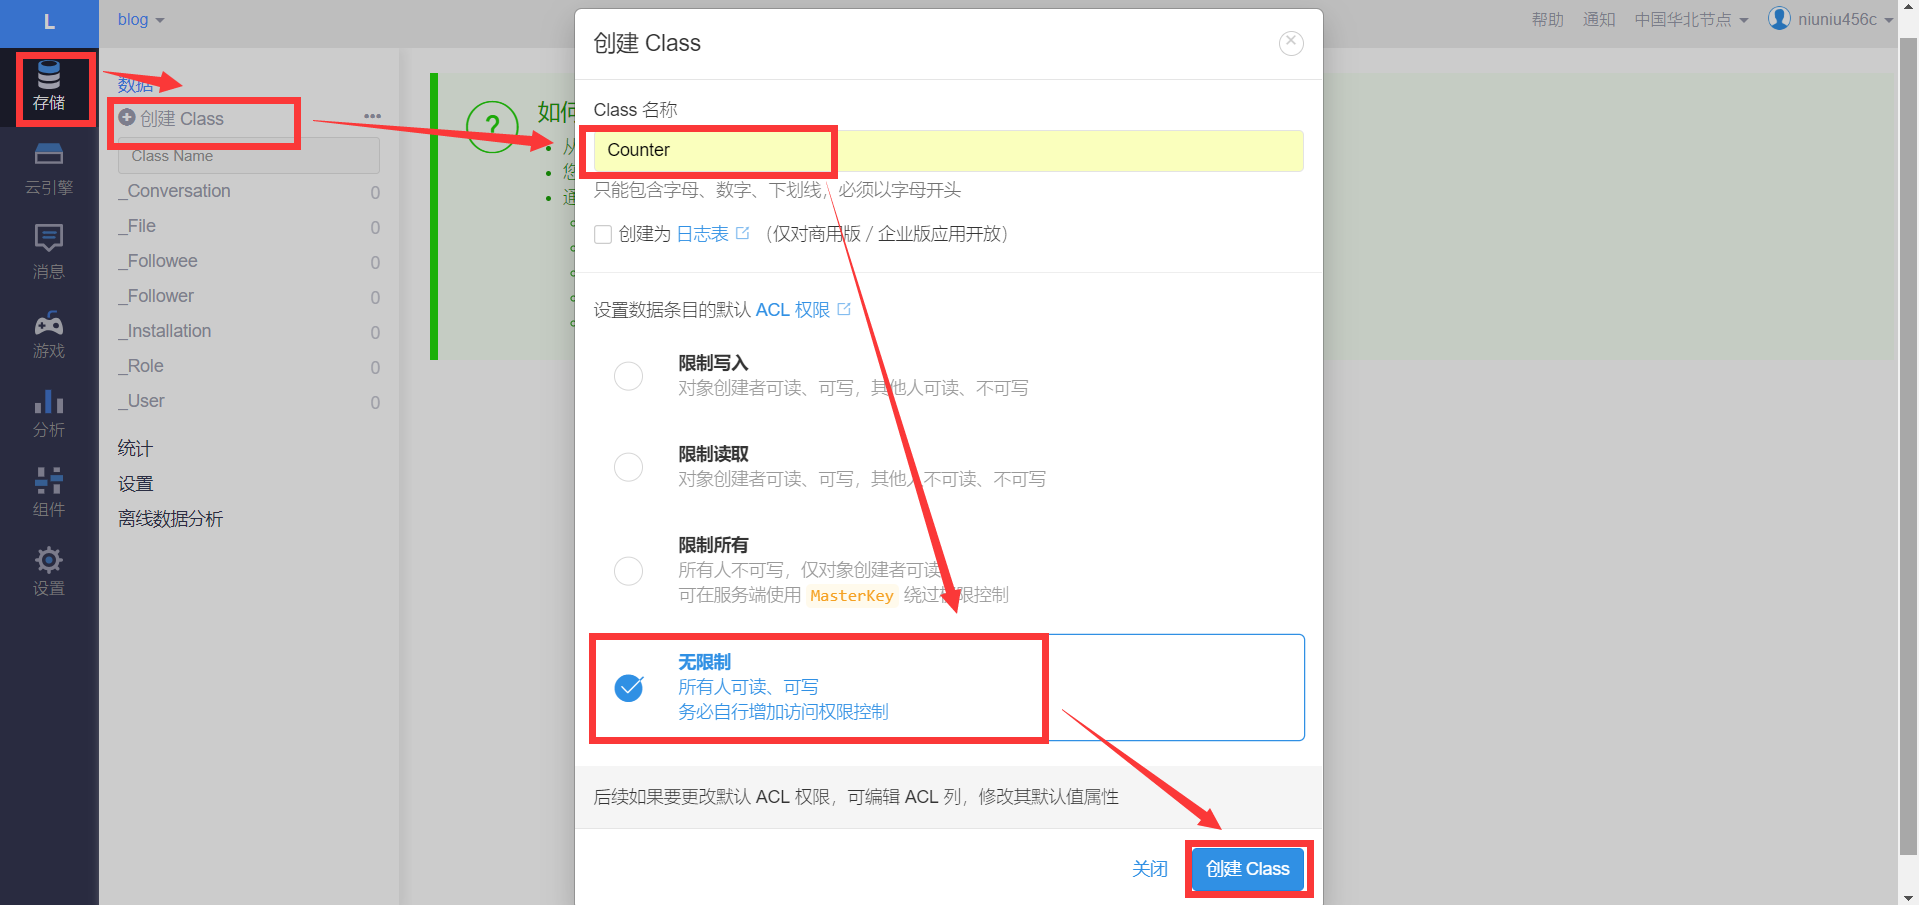 L
blog
帮助
通知
中国华北节点
niuniu456c
存储
云引擎
消息
游戏
分析
组件
设置
数据
创建 Class
Class Name
_Conversation 0
_File 0
_Followee 0
_Follower 0
_Installation 0
_Role 0
_User 0
统计
设置
离线数据分析
?
如何
从
您
通
创建 Class
Class 名称
Counter
只能包含字母、数字、下划线，必须以字母开头
创建为 日志表 （仅对商用版 / 企业版应用开放）
设置数据条目的默认 ACL 权限
限制写入
对象创建者可读、可写，其他人可读、不可写
限制读取
对象创建者可读、可写，其他人不可读、不可写
限制所有
所有人不可写，仅对象创建者可读
可在服务端使用 MasterKey 绕过权限控制
无限制
所有人可读、可写
务必自行增加访问权限控制
后续如果要更改默认 ACL 权限，可编辑 ACL 列，修改其默认值属性
关闭
创建 Class